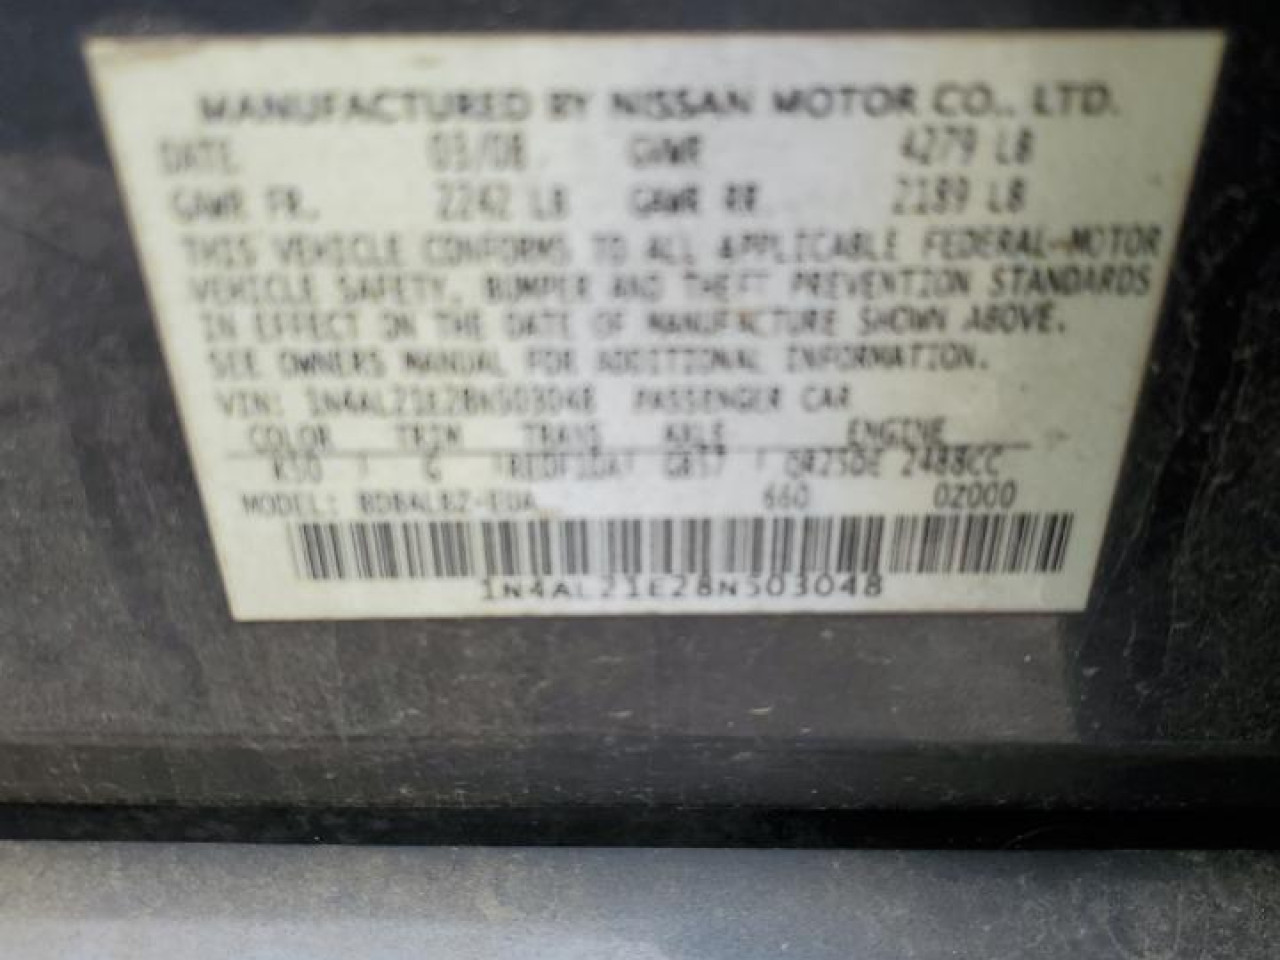 MANUFACTURED BY NISSAN MOTOR CO., LTD.
DATE 03/08 GVWR 4279 LB
GAWR FR. 2242 LB GAWR RR 2189 LB
THIS VEHICLE CONFORMS TO ALL APPLICABLE FEDERAL-MOTOR
VEHICLE SAFETY, BUMPER AND THEFT PREVENTION STANDARDS
IN EFFECT ON THE DATE OF MANUFACTURE SHOWN ABOVE.
SEE OWNERS MANUAL FOR ADDITIONAL INFORMATION.
VIN: 1N4AL21E28N503048 PASSENGER CAR
COLOR TRIM TRANS AXLE ENGINE
G QR25DE 2488CC
MODEL: 660 0Z000
1N4AL21E28N503048